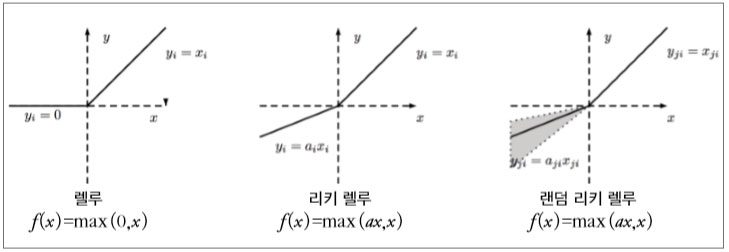 y
y
y
yᵢ = xᵢ
yᵢ = xᵢ
yⱼᵢ = xⱼᵢ
yᵢ = 0
x
x
x
yᵢ = aᵢxᵢ
yⱼᵢ = aⱼᵢxⱼᵢ
렐루
리키 렐루
랜덤 리키 렐루
f(x)=max(0,x)
f(x)=max(ax,x)
f(x)=max(ax,x)